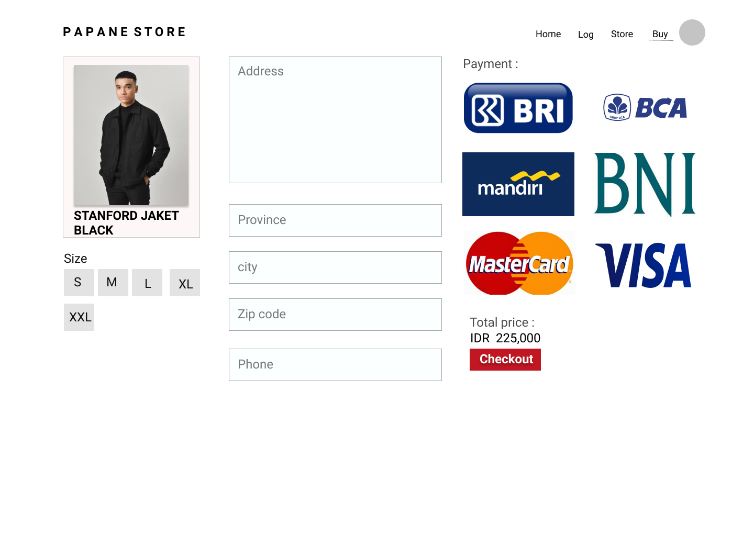 PAPANE STORE
Home Log Store Buy
STANFORD JAKET
BLACK
Size
S M L XL
XXL
Address
Province
city
Zip code
Phone
Payment :
BRI BCA
mandiri BNI
MasterCard VISA
Total price :
IDR 225,000
Checkout